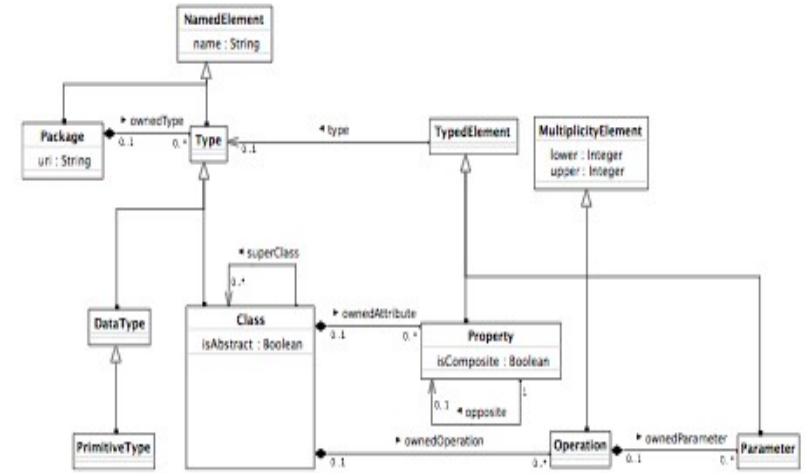 NamedElement
name : String
Package
uri : String
ownedType
0..1
0..*
Type
type
0..1
TypedElement
MultiplicityElement
lower : Integer
upper : Integer
superClass
0..*
DataType
Class
isAbstract : Boolean
ownedAttribute
0..1
0..*
Property
isComposite : Boolean
0..1
opposite
1
PrimitiveType
ownedOperation
0..1
0..*
Operation
ownedParameter
0..1
0..*
Parameter